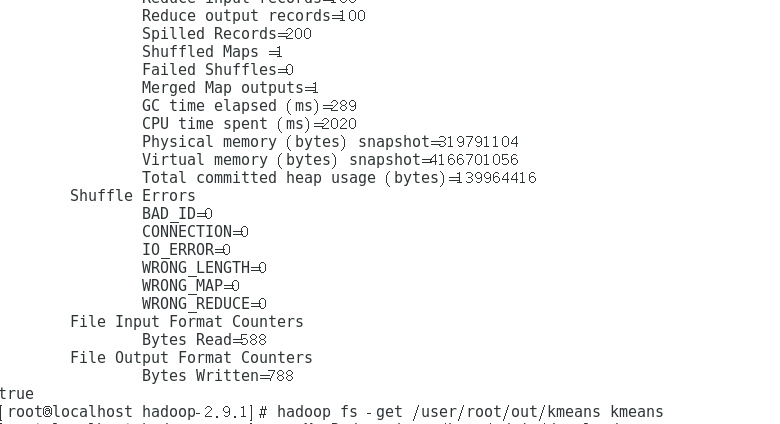 Reduce input records=100
Reduce output records=100
Spilled Records=200
Shuffled Maps =1
Failed Shuffles=0
Merged Map outputs=1
GC time elapsed (ms)=289
CPU time spent (ms)=2020
Physical memory (bytes) snapshot=319791104
Virtual memory (bytes) snapshot=4166701056
Total committed heap usage (bytes)=139964416
Shuffle Errors
BAD_ID=0
CONNECTION=0
IO_ERROR=0
WRONG_LENGTH=0
WRONG_MAP=0
WRONG_REDUCE=0
File Input Format Counters
Bytes Read=588
File Output Format Counters
Bytes Written=788
true
[root@localhost hadoop-2.9.1]# hadoop fs -get /user/root/out/kmeans kmeans